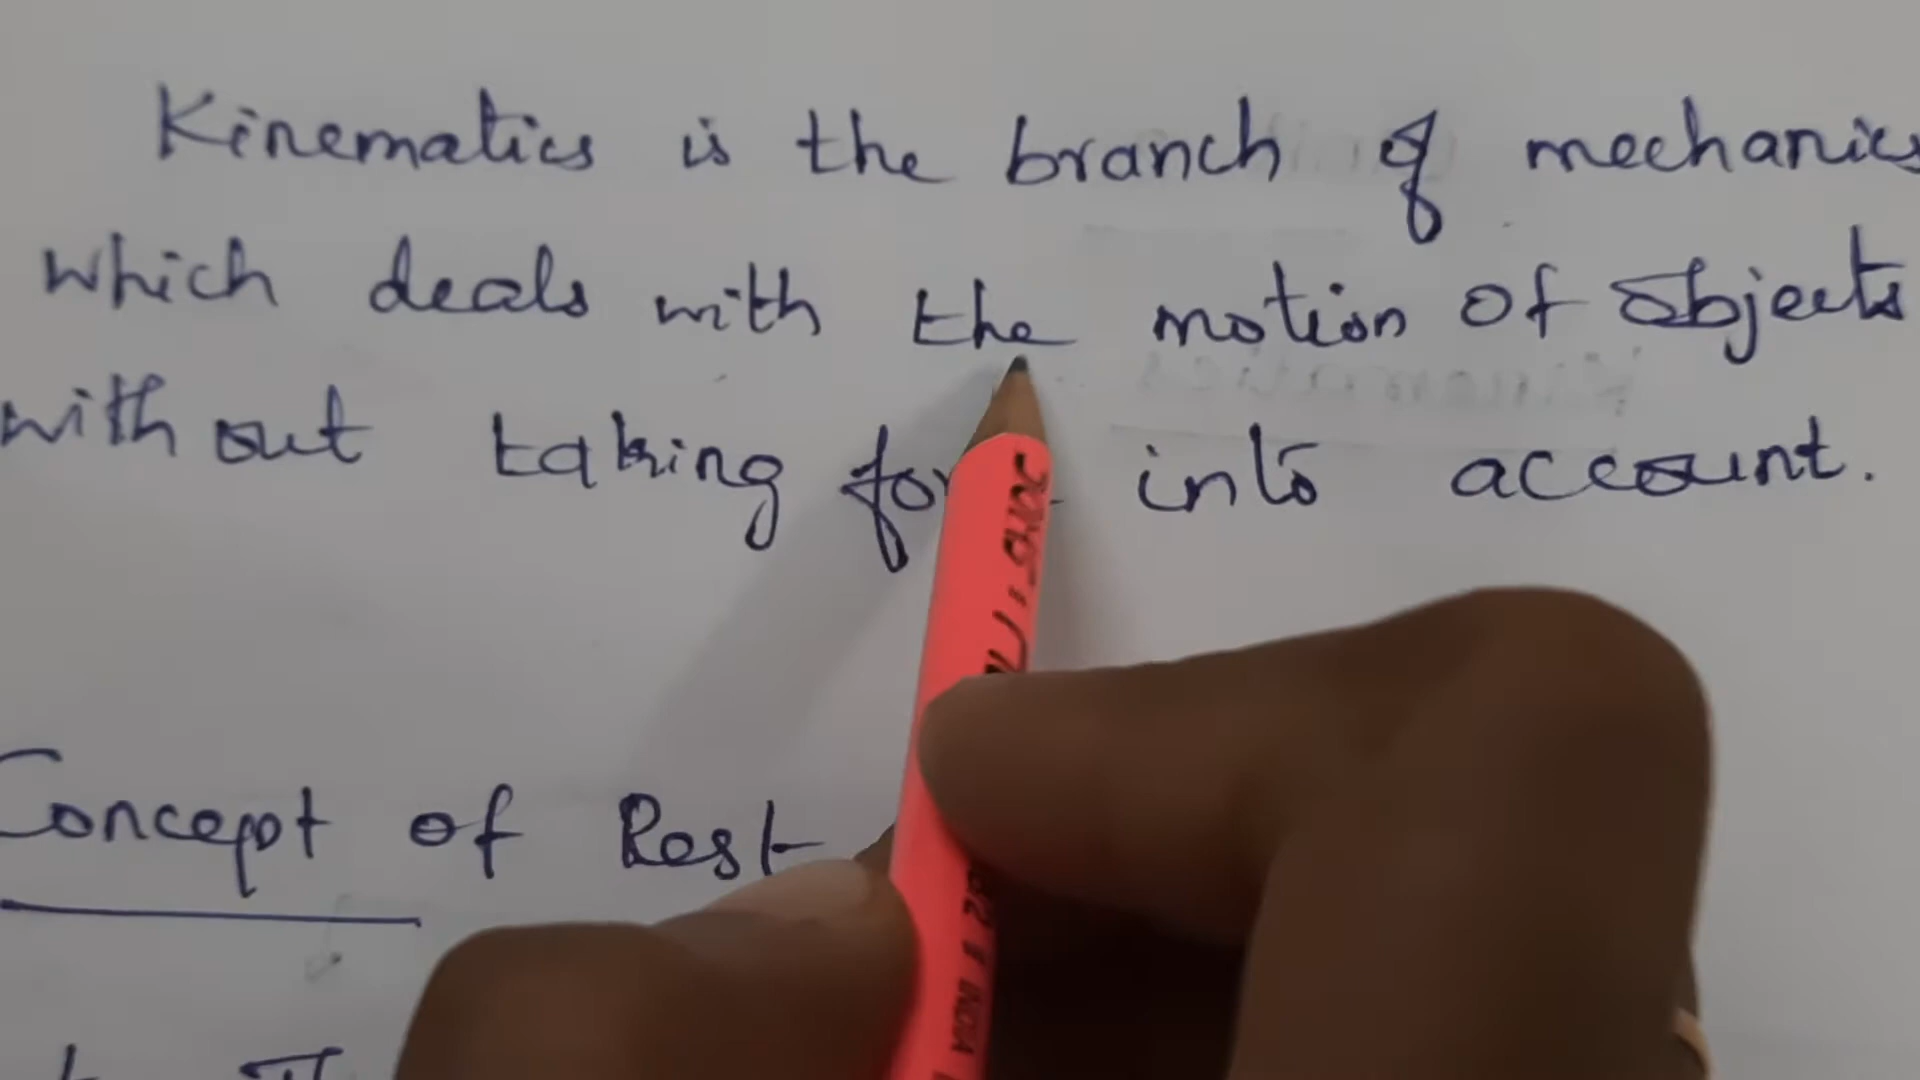 Kinematics is the branch of mechanics
which deals with the motion of objects
without taking into account.
Concept of Rest
INDIA